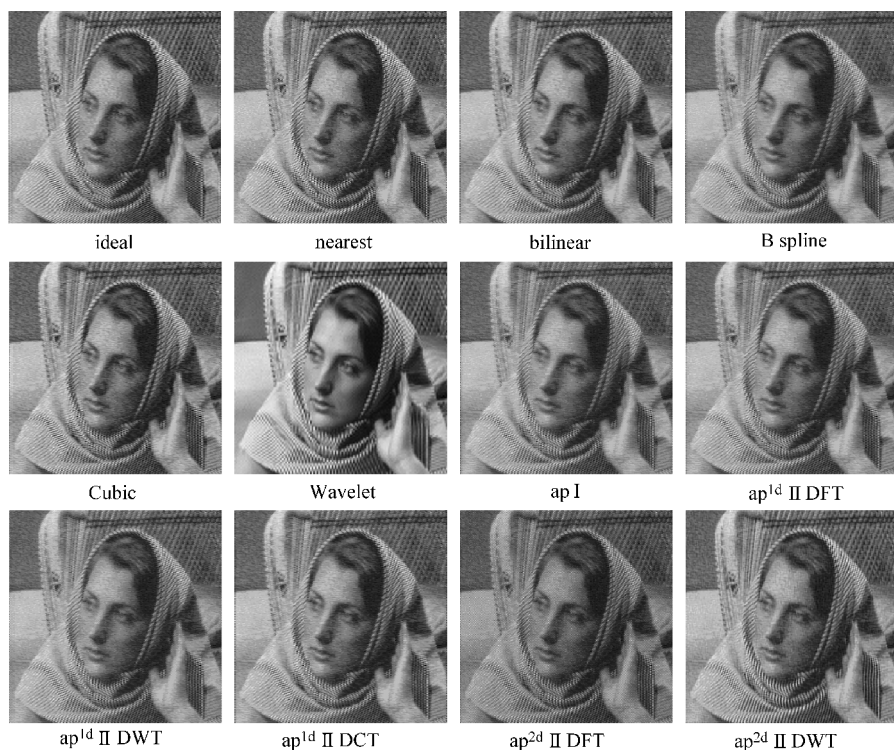 ideal nearest bilinear B spline
Cubic Wavelet ap I ap1d II DFT
ap1d II DWT ap1d II DCT ap2d II DFT ap2d II DWT